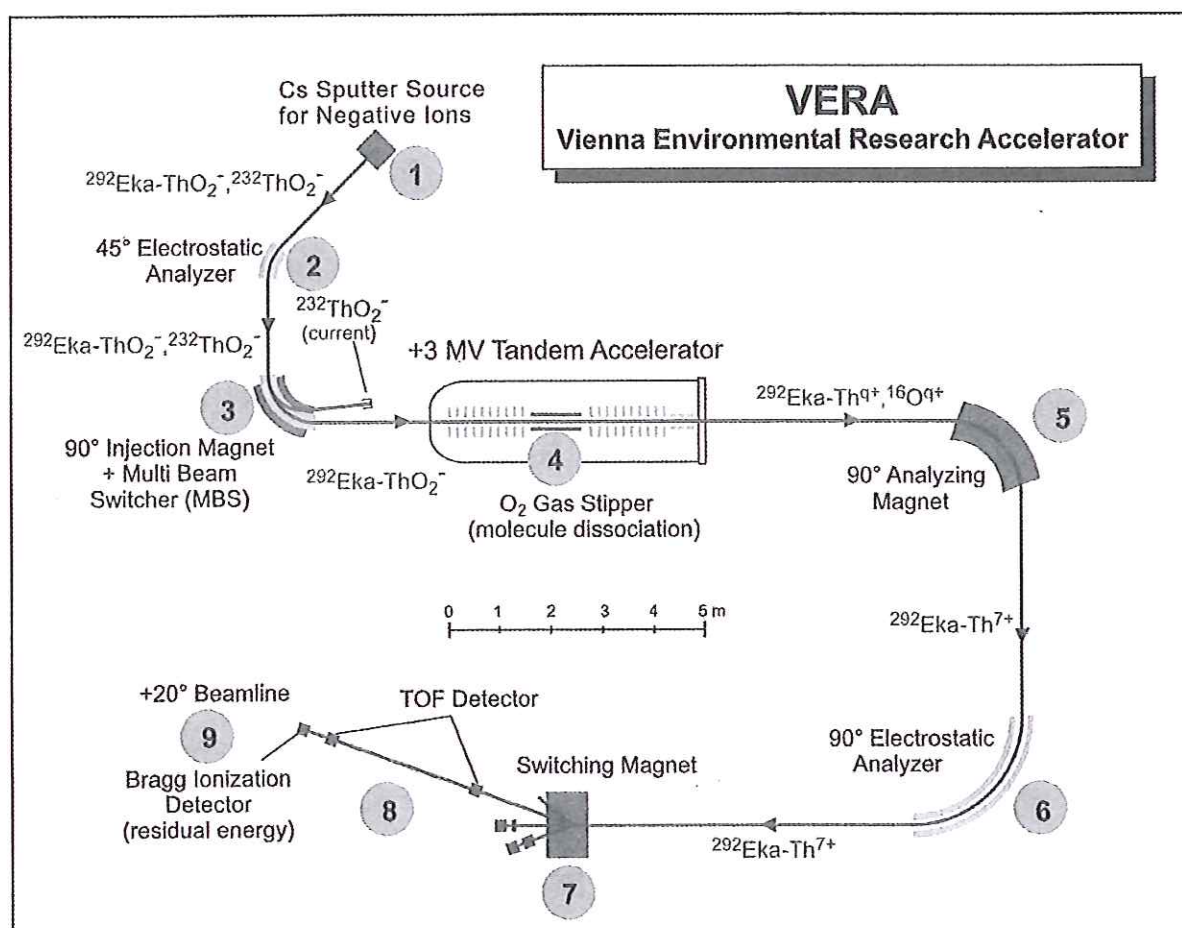 VERA
Vienna Environmental Research Accelerator
Cs Sputter Source
for Negative Ions
1
²⁹²Eka-ThO₂⁻,²³²ThO₂⁻
45° Electrostatic
Analyzer
2
²³²ThO₂⁻
(current)
²⁹²Eka-ThO₂⁻,²³²ThO₂⁻
+3 MV Tandem Accelerator
3
90° Injection Magnet
+ Multi Beam
Switcher (MBS)
²⁹²Eka-ThO₂⁻
4
O₂ Gas Stipper
(molecule dissociation)
²⁹²Eka-Th^q+,¹⁶O^q+
5
90° Analyzing
Magnet
0 1 2 3 4 5 m
²⁹²Eka-Th⁷⁺
90° Electrostatic
Analyzer
6
²⁹²Eka-Th⁷⁺
Switching Magnet
7
TOF Detector
8
+20° Beamline
9
Bragg Ionization
Detector
(residual energy)